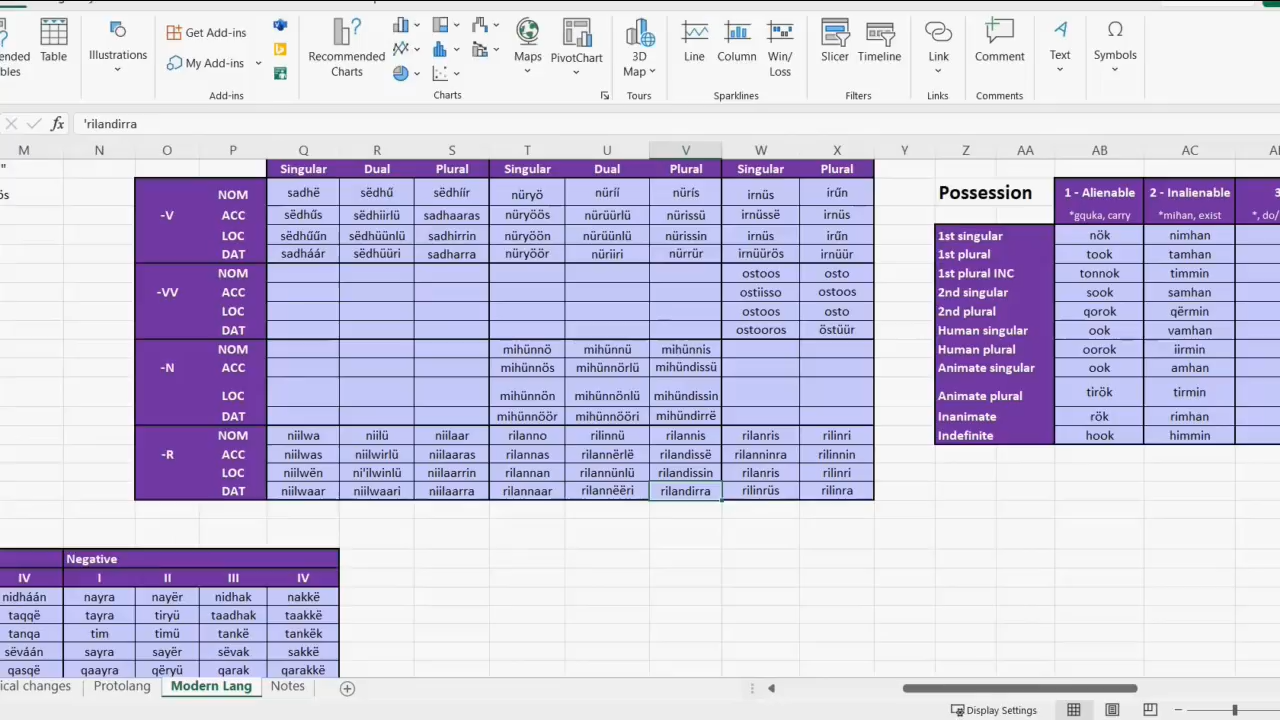 Table Illustrations Get Add-ins My Add-ins Recommended Charts Maps PivotChart 3D Map Line Column Win/Loss Slicer Timeline Link Comment Text Symbols
Add-ins Charts Tours Sparklines Filters Links Comments
fx 'rilandirra
M N O P Q R S T U V W X Y Z AA AB AC
Singular Dual Plural Singular Dual Plural Singular Plural
Possession 1 - Alienable 2 - Inalienable 3
*gquka, carry *mihan, exist *, do/
-V NOM sadhë sëdhű sëdhíír nüryö nüríí nürís irnüs irűn
ACC sëdhűs sëdhiirlü sadhaaras nüryöös nürüürlü nürissü irnüssë irnüs
LOC sëdhűűn sëdhüünlü sadhirrin nüryöön nürüünlü nürissin irnüs irűn 1st singular nök nimhan
DAT sadháár sëdhüüri sadharra nüryöör nüriiri nürrür irnüürös irnüür 1st plural took tamhan
-VV NOM ostoos osto 1st plural INC tonnok timmin
ACC ostiisso ostoos 2nd singular sook samhan
LOC ostoos osto 2nd plural qorok qërmin
DAT ostooros östüür Human singular ook vamhan
-N NOM mihünnö mihünnü mihünnis Human plural oorok iirmin
ACC mihünnös mihünnörlü mihündissü Animate singular ook amhan
LOC mihünnön mihünnönlü mihündissin Animate plural tirök tirmin
DAT mihünnöör mihünnööri mihündirrë Inanimate rök rimhan
-R NOM niilwa niilü niilaar rilanno rilinnü rilannis rilanris rilinri Indefinite hook himmin
ACC niilwas niilwirlü niilaaras rilannas rilannërlë rilandissë rilanninra rilinnin
LOC niilwën ni'ilwinlü niilaarrin rilannan rilannünlü rilandissin rilanris rilinri
DAT niilwaar niilwaari niilaarra rilannaar rilannëëri rilandirra rilinrüs rilinra
Negative
IV I II III IV
nidháán nayra nayër nidhak nakkë
taqqë tayra tiryü taadhak taakkë
tanqa tim timü tankë tankëk
sëváán sayra sayër sëvak sakkë
qasqë qaayra qëryü qarak qarakkë
ical changes Protolang Modern Lang Notes
Display Settings